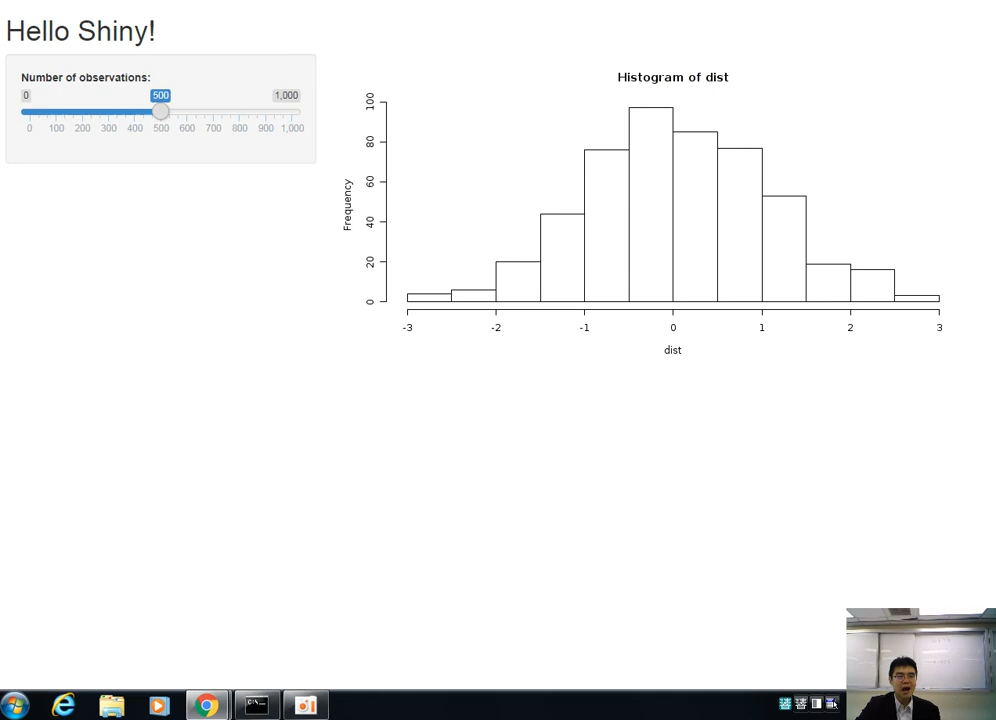 Hello Shiny!
Number of observations:
0 500 1,000
0 100 200 300 400 500 600 700 800 900 1,000
Histogram of dist
Frequency
100
80
60
40
20
0
-3 -2 -1 0 1 2 3
dist